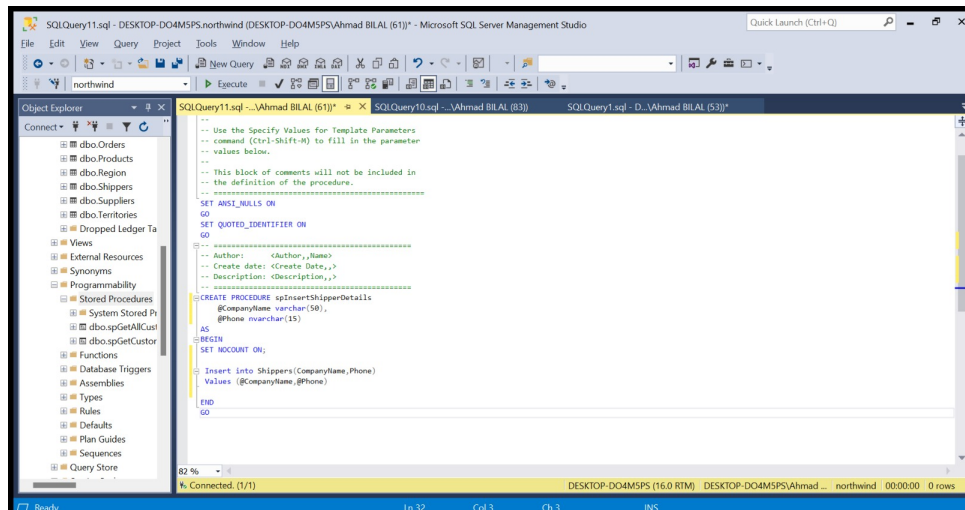 SQLQuery11.sql - DESKTOP-DO4M5PS.northwind (DESKTOP-DO4M5PS\Ahmad BILAL (61))* - Microsoft SQL Server Management Studio
Quick Launch (Ctrl+Q)
File Edit View Query Project Tools Window Help
New Query
northwind
Execute
Object Explorer
SQLQuery11.sql -...\Ahmad BILAL (61))*
SQLQuery10.sql -...\Ahmad BILAL (83))
SQLQuery1.sql - D...\Ahmad BILAL (53))*
Connect
dbo.Orders
dbo.Products
dbo.Region
dbo.Shippers
dbo.Suppliers
dbo.Territories
Dropped Ledger Ta
Views
External Resources
Synonyms
Programmability
Stored Procedures
System Stored Pr
dbo.spGetAllCust
dbo.spGetCustor
Functions
Database Triggers
Assemblies
Types
Rules
Defaults
Plan Guides
Sequences
Query Store
--
-- Use the Specify Values for Template Parameters
-- command (Ctrl-Shift-M) to fill in the parameter
-- values below.
--
-- This block of comments will not be included in
-- the definition of the procedure.
-- ================================================
SET ANSI_NULLS ON
GO
SET QUOTED_IDENTIFIER ON
GO
-- =============================================
-- Author: <Author,,Name>
-- Create date: <Create Date,,>
-- Description: <Description,,>
-- =============================================
CREATE PROCEDURE spInsertShipperDetails
@CompanyName varchar(50),
@Phone nvarchar(15)
AS
BEGIN
SET NOCOUNT ON;
Insert into Shippers(CompanyName,Phone)
Values (@CompanyName,@Phone)
END
GO
82 %
Connected. (1/1)
DESKTOP-DO4M5PS (16.0 RTM)
DESKTOP-DO4M5PS\Ahmad ...
northwind
00:00:00
0 rows
Ready
Ln 32
Col 3
Ch 3
INS